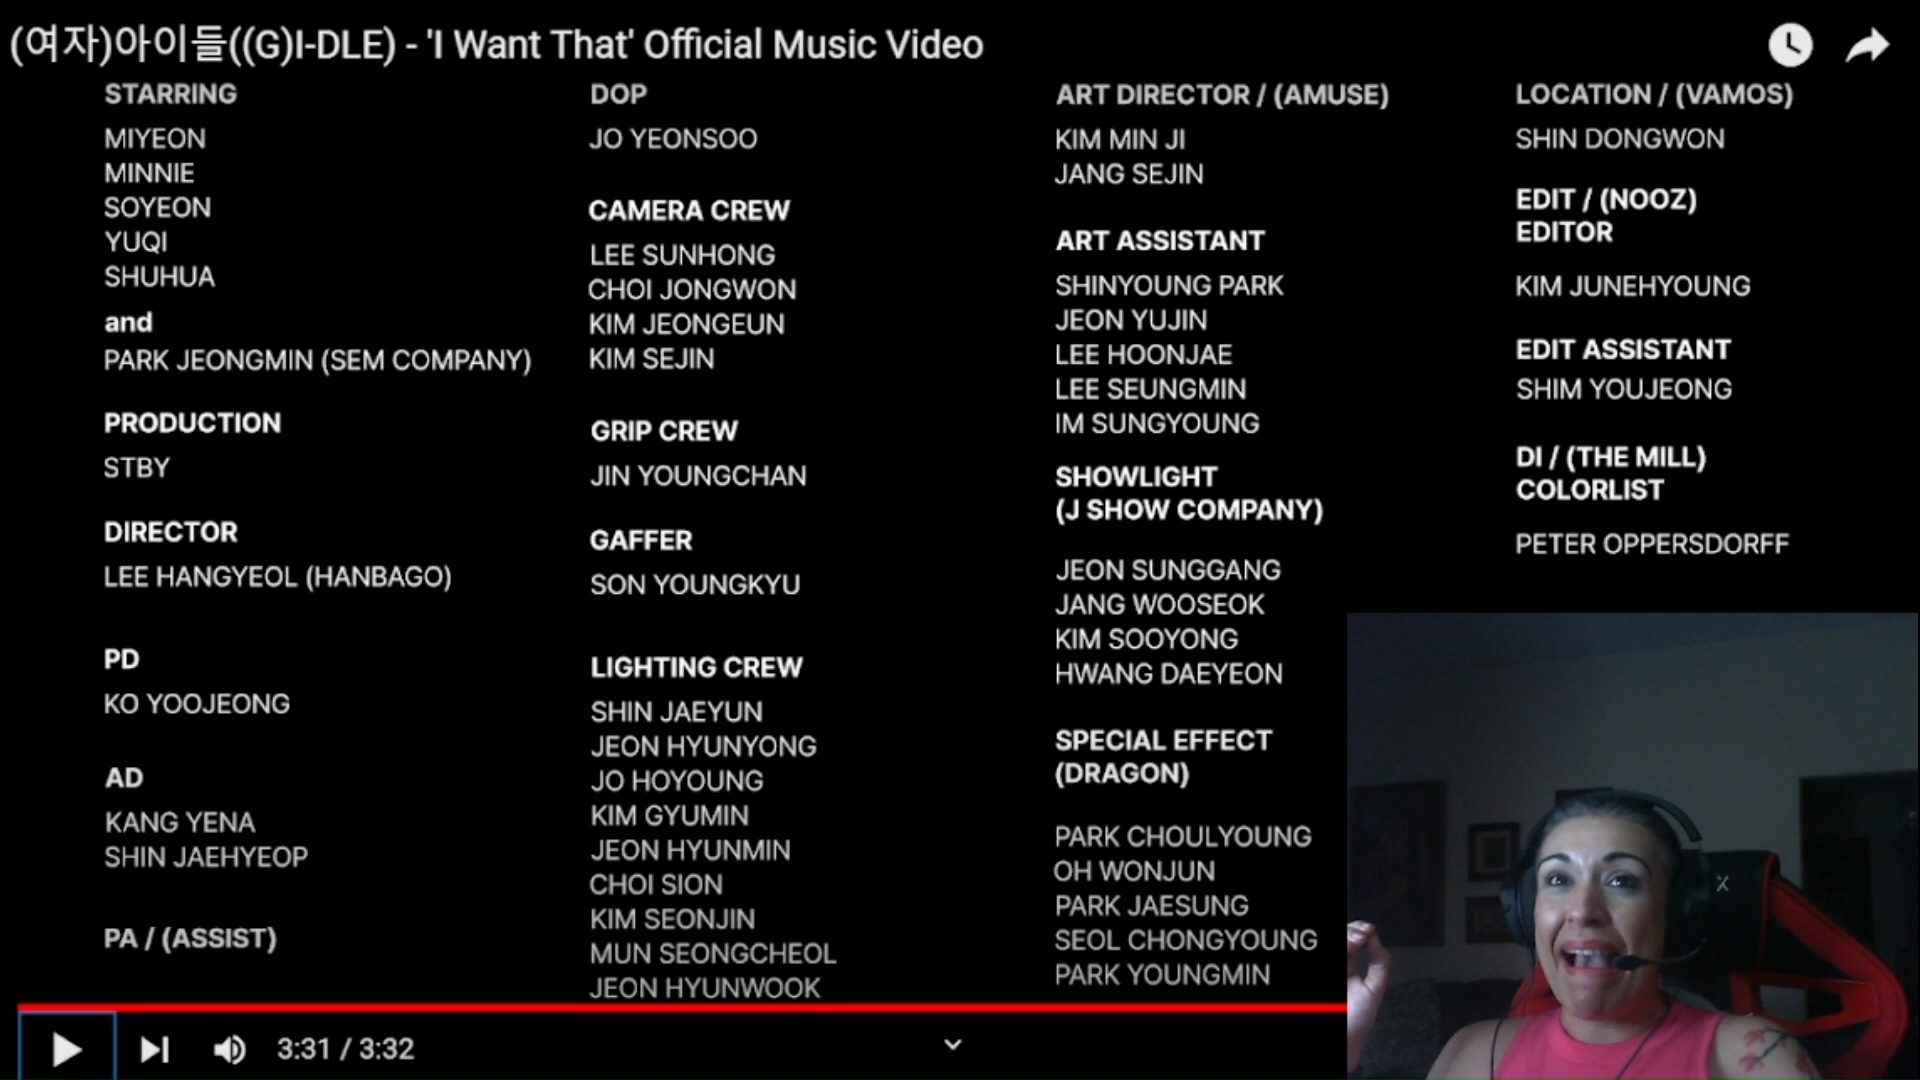 (여자)아이들((G)I-DLE) - 'I Want That' Official Music Video
STARRING
MIYEON
MINNIE
SOYEON
YUQI
SHUHUA
and
PARK JEONGMIN (SEM COMPANY)
PRODUCTION
STBY
DIRECTOR
LEE HANGYEOL (HANBAGO)
PD
KO YOOJEONG
AD
KANG YENA
SHIN JAEHYEOP
PA / (ASSIST)
DOP
JO YEONSOO
CAMERA CREW
LEE SUNHONG
CHOI JONGWON
KIM JEONGEUN
KIM SEJIN
GRIP CREW
JIN YOUNGCHAN
GAFFER
SON YOUNGKYU
LIGHTING CREW
SHIN JAEYUN
JEON HYUNYONG
JO HOYOUNG
KIM GYUMIN
JEON HYUNMIN
CHOI SION
KIM SEONJIN
MUN SEONGCHEOL
JEON HYUNWOOK
ART DIRECTOR / (AMUSE)
KIM MIN JI
JANG SEJIN
ART ASSISTANT
SHINYOUNG PARK
JEON YUJIN
LEE HOONJAE
LEE SEUNGMIN
IM SUNGYOUNG
SHOWLIGHT
(J SHOW COMPANY)
JEON SUNGGANG
JANG WOOSEOK
KIM SOOYONG
HWANG DAEYEON
SPECIAL EFFECT
(DRAGON)
PARK CHOULYOUNG
OH WONJUN
PARK JAESUNG
SEOL CHONGYOUNG
PARK YOUNGMIN
LOCATION / (VAMOS)
SHIN DONGWON
EDIT / (NOOZ)
EDITOR
KIM JUNEHYOUNG
EDIT ASSISTANT
SHIM YOUJEONG
DI / (THE MILL)
COLORLIST
PETER OPPERSDORFF
3:31 / 3:32